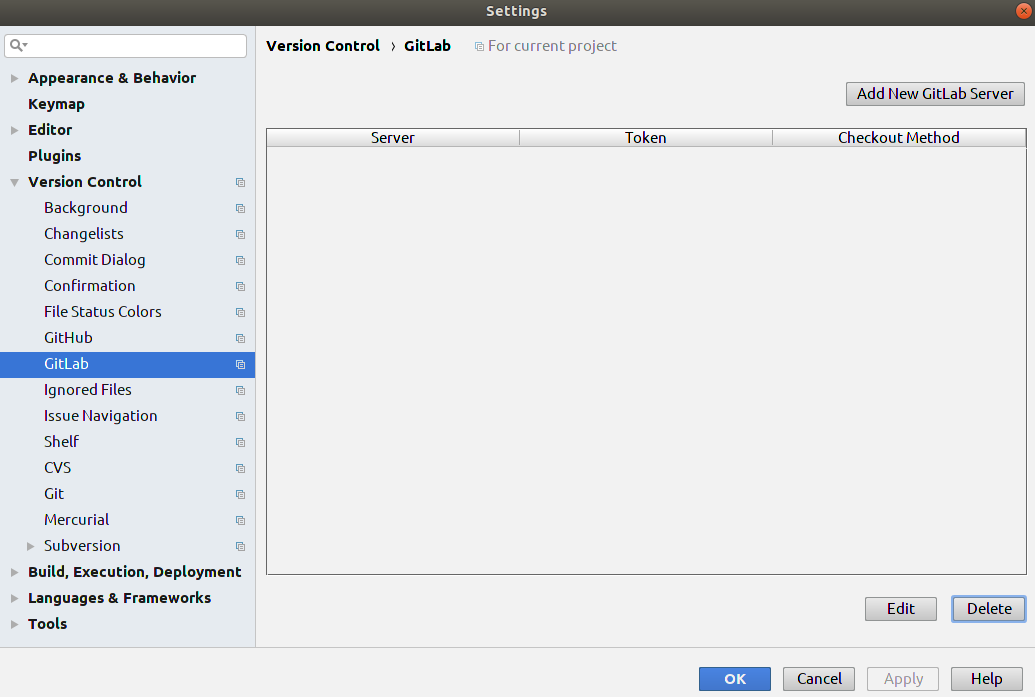 Settings
Version Control › GitLab For current project
Appearance & Behavior
Keymap
Editor
Plugins
Version Control
Background
Changelists
Commit Dialog
Confirmation
File Status Colors
GitHub
GitLab
Ignored Files
Issue Navigation
Shelf
CVS
Git
Mercurial
Subversion
Build, Execution, Deployment
Languages & Frameworks
Tools
Add New GitLab Server
Server Token Checkout Method
Edit Delete
OK Cancel Apply Help